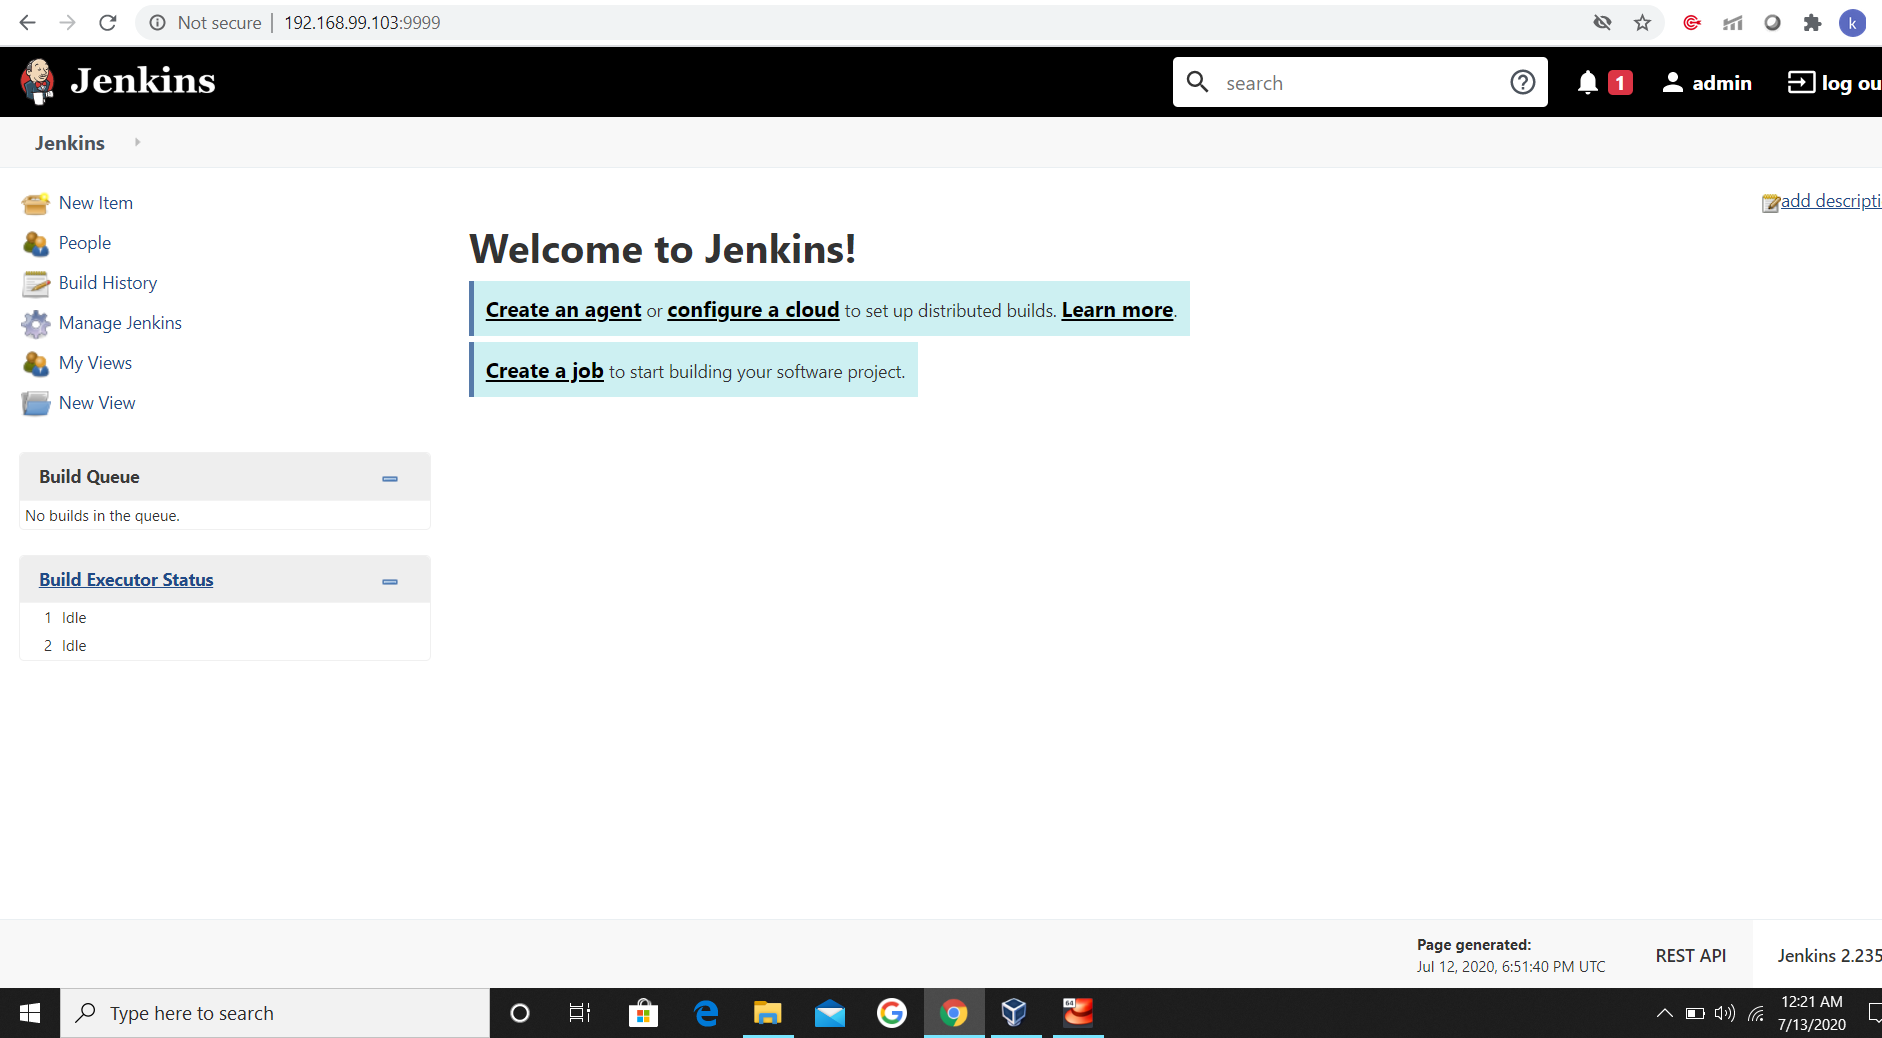 Not secure | 192.168.99.103:9999
k
Jenkins
search
1
admin
log ou
Jenkins
New Item
People
Build History
Manage Jenkins
My Views
New View
add descripti
Welcome to Jenkins!
Create an agent or configure a cloud to set up distributed builds. Learn more.
Create a job to start building your software project.
Build Queue
No builds in the queue.
Build Executor Status
1 Idle
2 Idle
Page generated:
Jul 12, 2020, 6:51:40 PM UTC
REST API
Jenkins 2.235
Type here to search
64
12:21 AM
7/13/2020